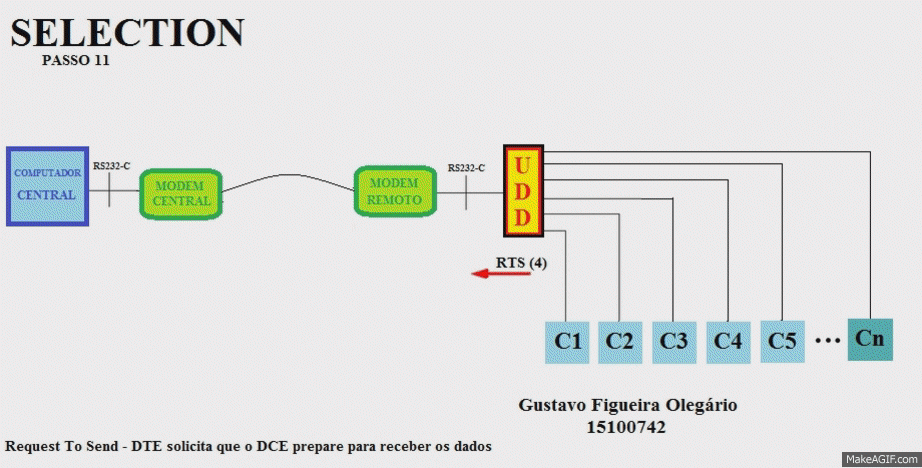 SELECTION
PASSO 11
COMPUTADOR
CENTRAL
RS232-C
MODEM
CENTRAL
MODEM
REMOTO
RS232-C
U
D
D
RTS (4)
C1 C2 C3 C4 C5 ... Cn
Gustavo Figueira Olegário
15100742
Request To Send - DTE solicita que o DCE prepare para receber os dados
MakeAGIF.com